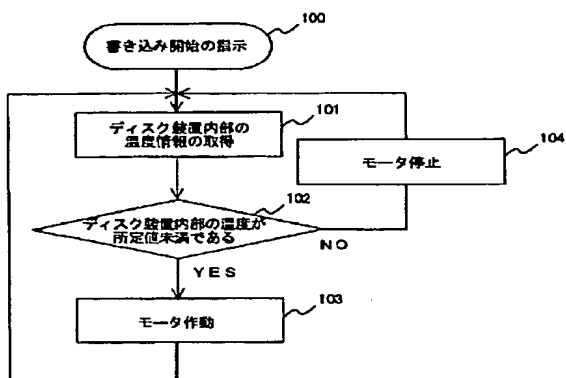 100
書き込み開始の指示
101
ディスク装置内部の
温度情報の取得
104
モータ停止
102
ディスク装置内部の温度が
所定値未満である
NO
YES
103
モータ作動